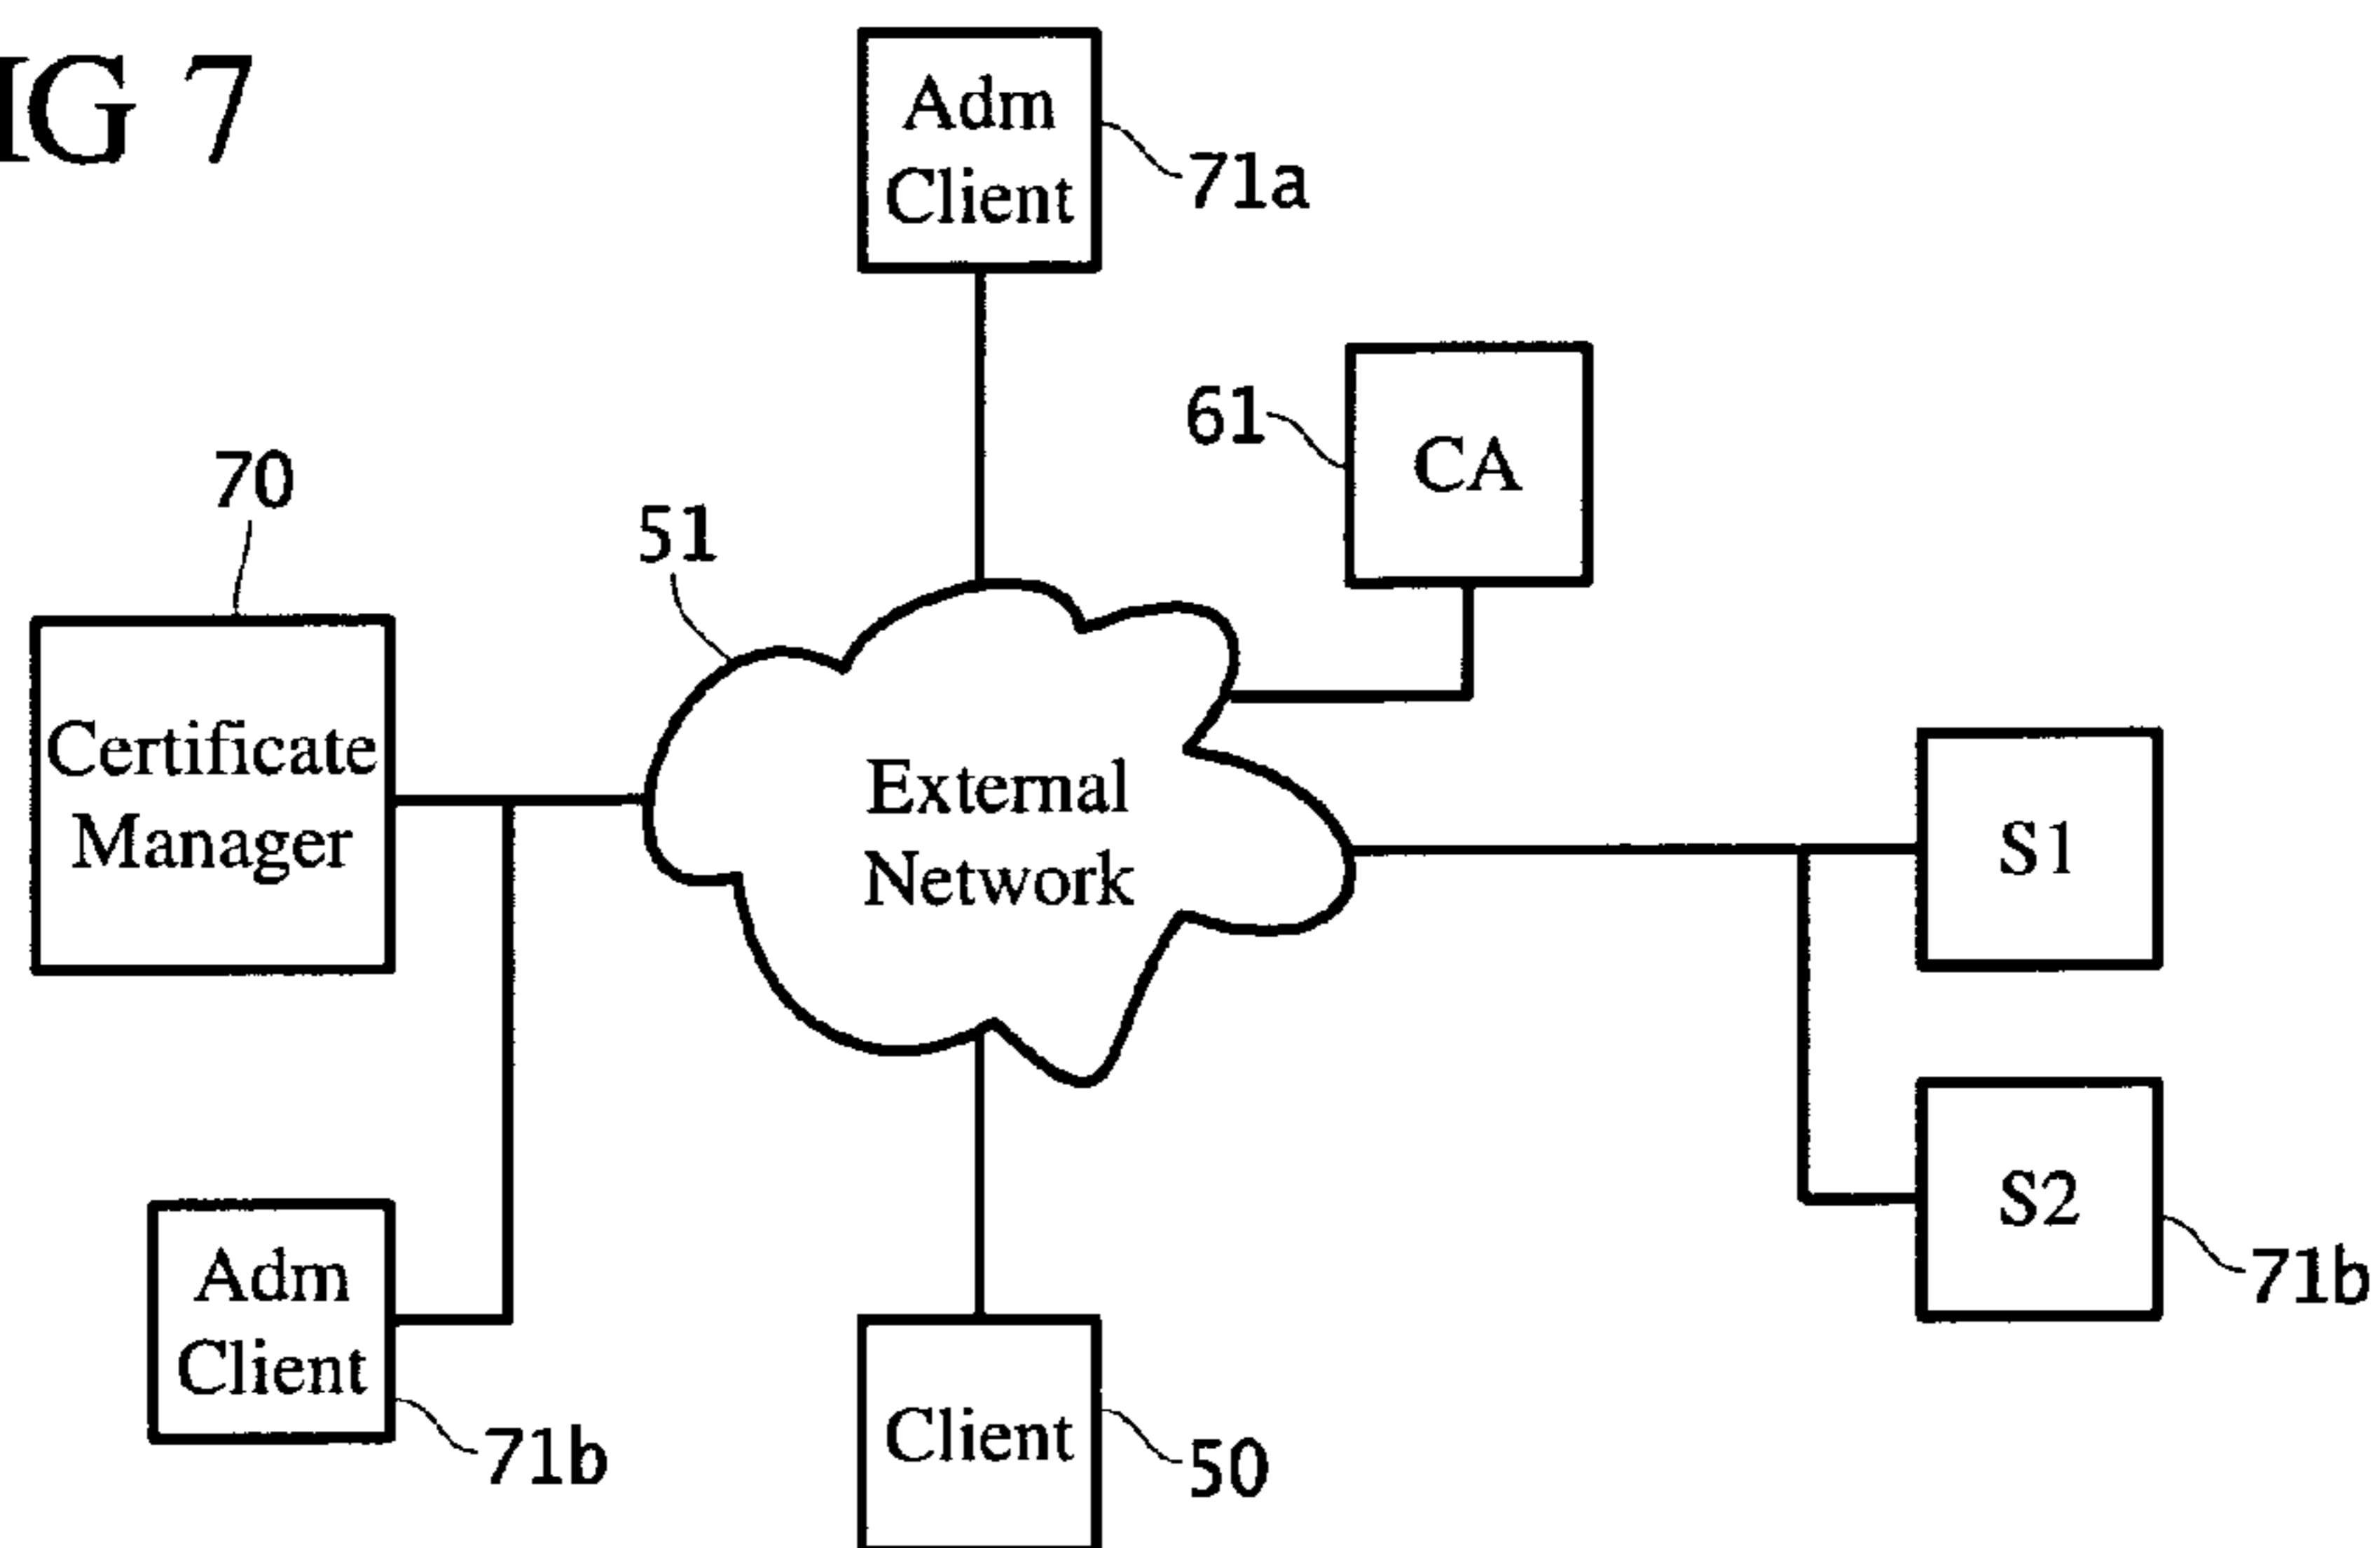 IG 7
Adm
Client
71a
61
CA
70
51
Certificate
Manager
External
Network
S1
S2
71b
Adm
Client
71b
Client
50